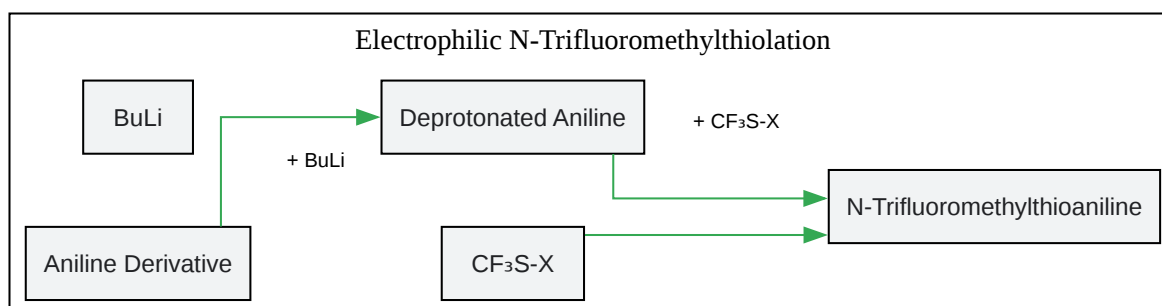 Electrophilic N-Trifluoromethylthiolation
BuLi
Deprotonated Aniline
+ CF₃S-X
+ BuLi
N-Trifluoromethylthioaniline
Aniline Derivative
CF₃S-X